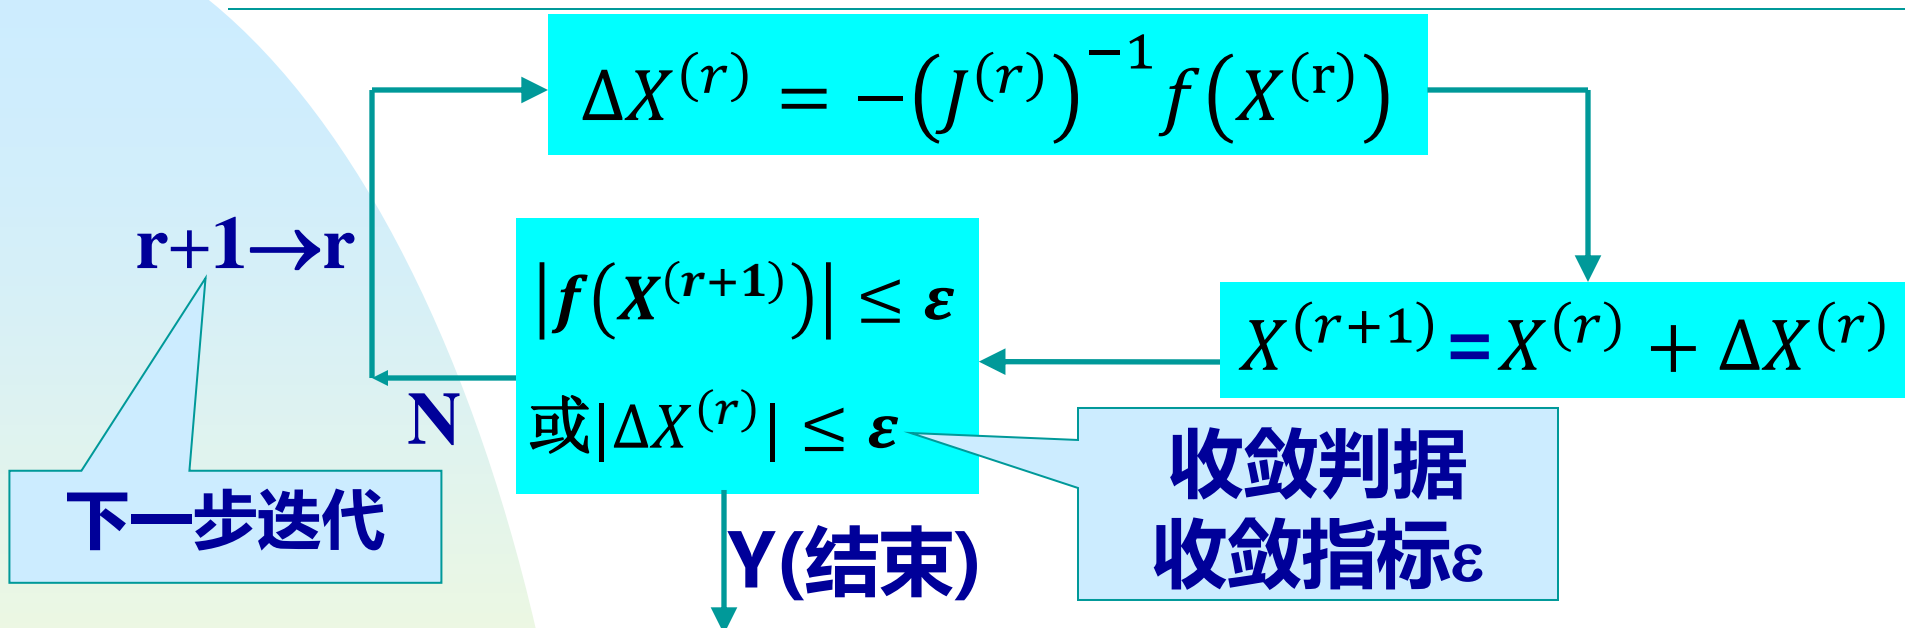 ΔX^(r) = −(J^(r))^−1 f(X^(r))
r+1→r
|f(X^(r+1))| ≤ ε
X^(r+1)=X^(r) + ΔX^(r)
或|ΔX^(r)| ≤ ε
N
收敛判据
收敛指标ε
下一步迭代
Y(结束)